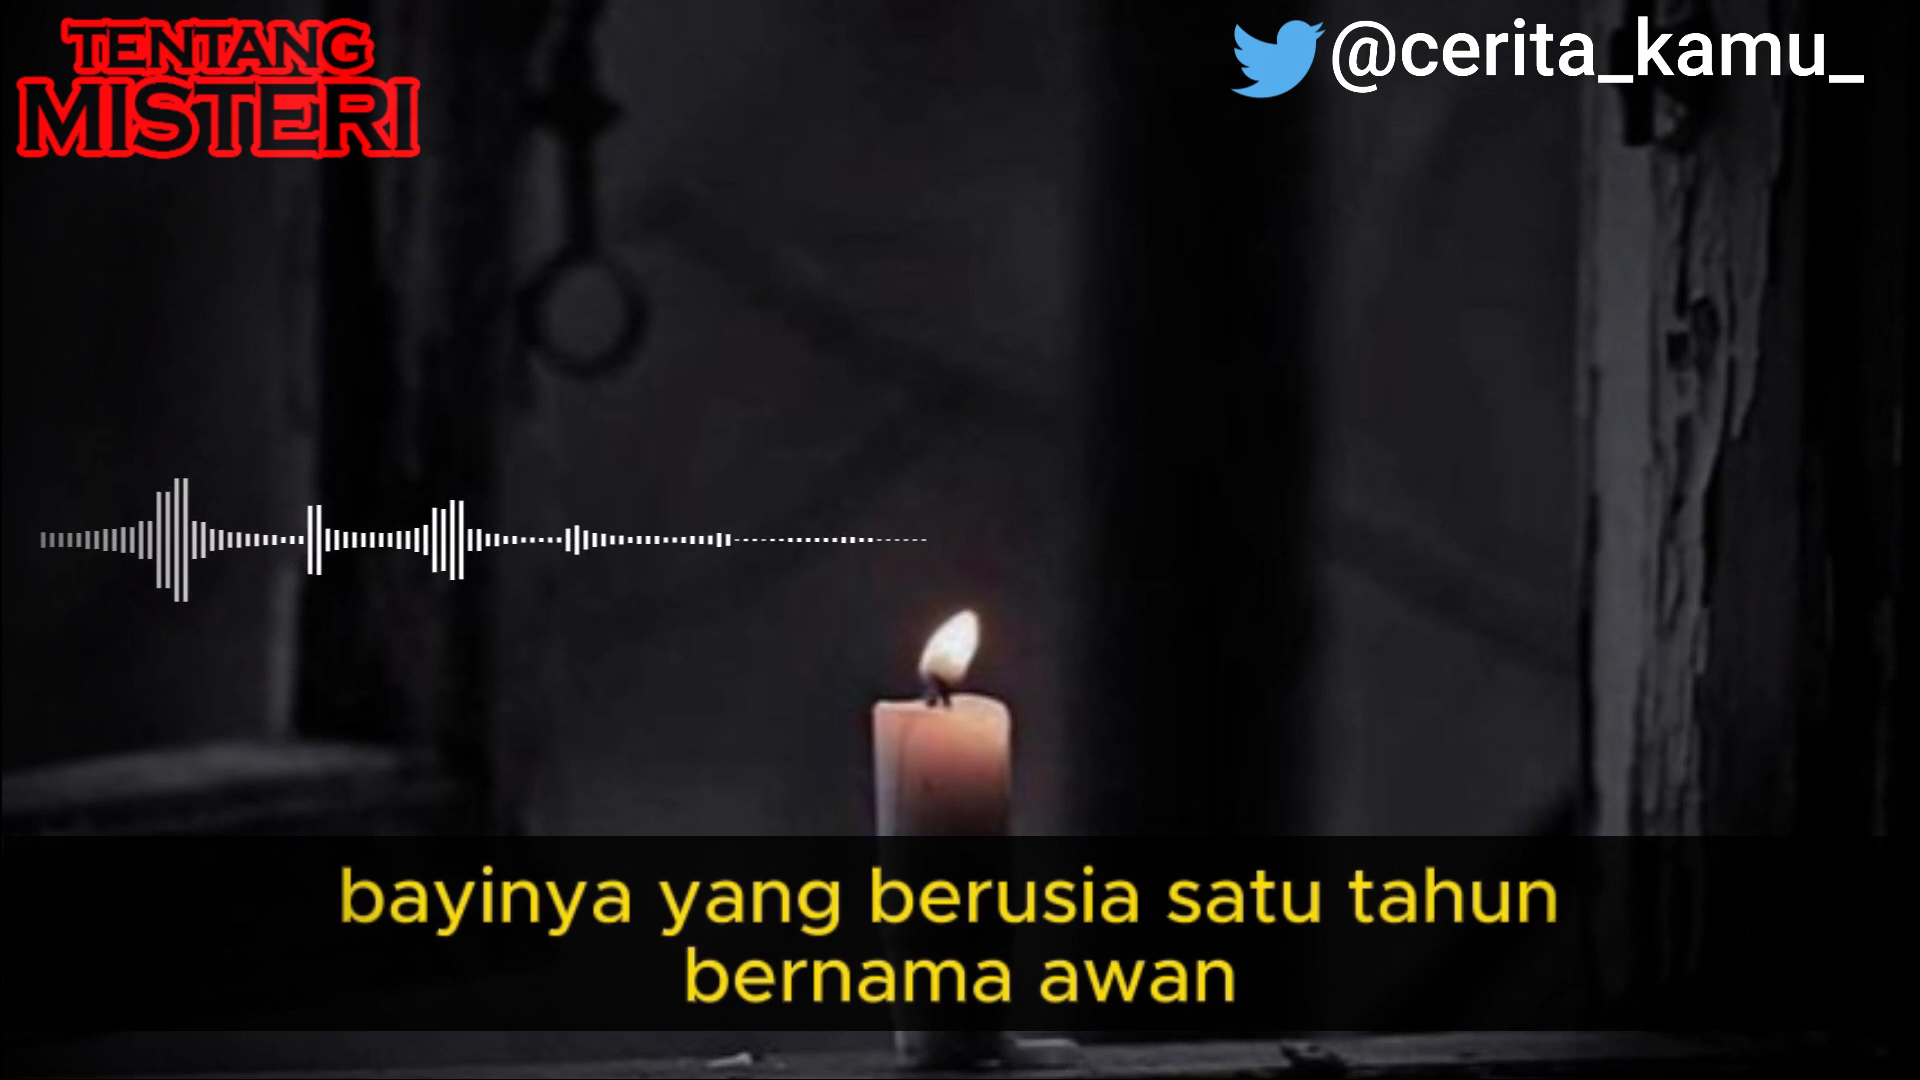 TENTANG
MISTERI
@cerita_kamu_
bayinya yang berusia satu tahun
bernama awan